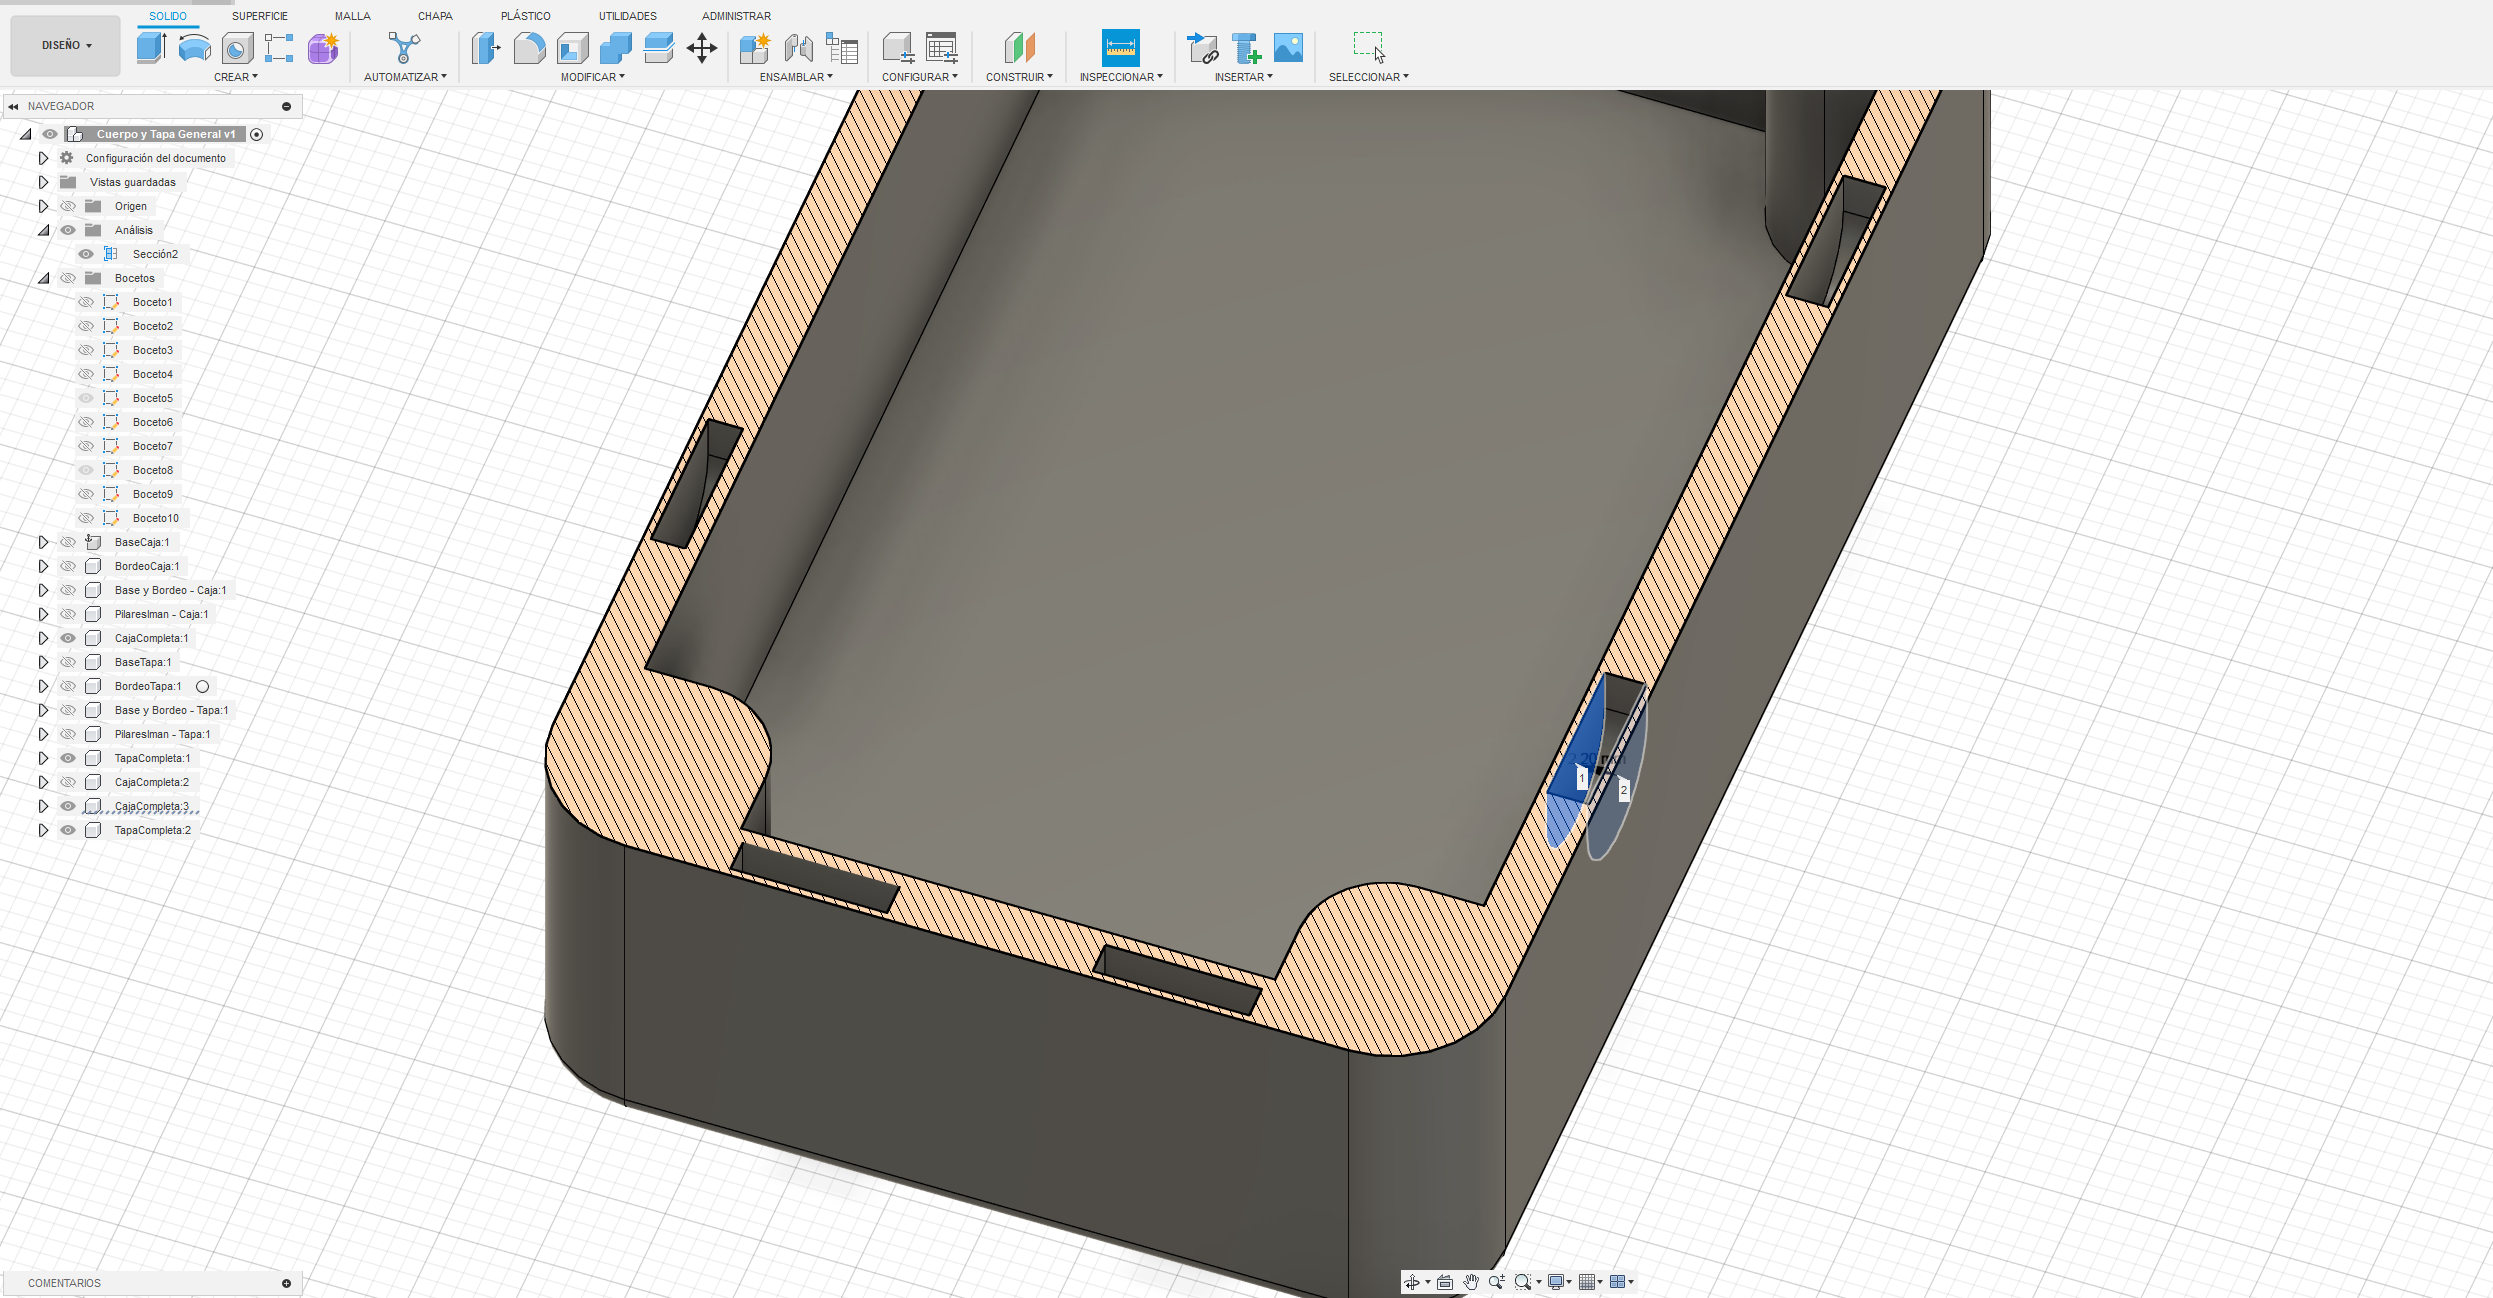 SOLIDO SUPERFICIE MALLA CHAPA PLÁSTICO UTILIDADES ADMINISTRAR
DISEÑO
CREAR AUTOMATIZAR MODIFICAR ENSAMBLAR CONFIGURAR CONSTRUIR INSPECCIONAR INSERTAR SELECCIONAR
NAVEGADOR
Cuerpo y Tapa General v1
Configuración del documento
Vistas guardadas
Origen
Análisis
Sección2
Bocetos
Boceto1
Boceto2
Boceto3
Boceto4
Boceto5
Boceto6
Boceto7
Boceto8
Boceto9
Boceto10
BaseCaja:1
BordeoCaja:1
Base y Bordeo - Caja:1
PilaresIman - Caja:1
CajaCompleta:1
BaseTapa:1
BordeoTapa:1
Base y Bordeo - Tapa:1
PilaresIman - Tapa:1
TapaCompleta:1
CajaCompleta:2
CajaCompleta:3
TapaCompleta:2
1
2
COMENTARIOS